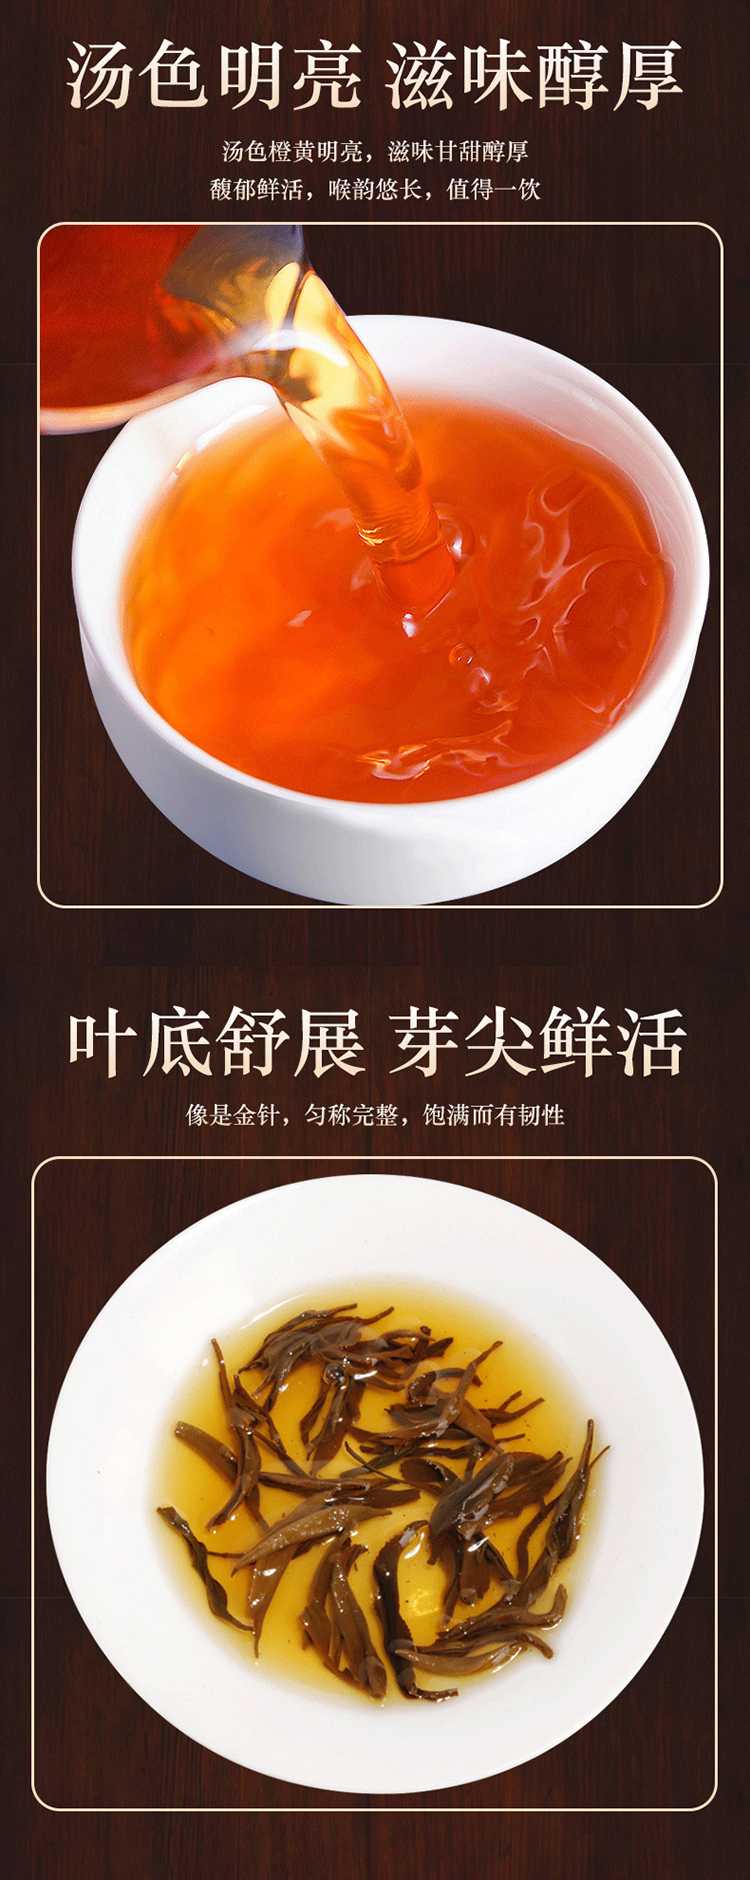 汤色明亮 滋味醇厚
汤色橙黄明亮，滋味甘甜醇厚
馥郁鲜活，喉韵悠长，值得一饮
叶底舒展 芽尖鲜活
像是金针，匀称完整，饱满而有韧性